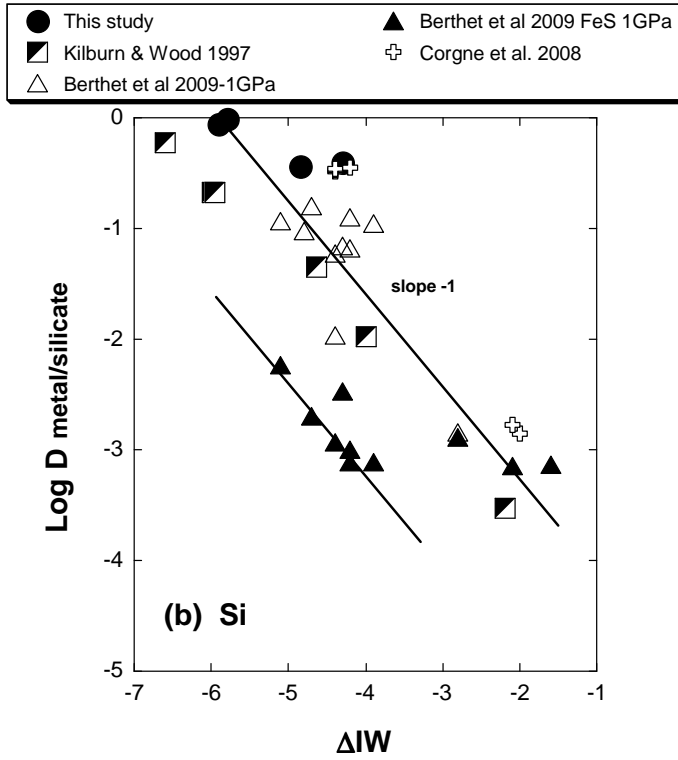 This study
Berthet et al 2009 FeS 1GPa
Kilburn & Wood 1997
Corgne et al. 2008
Berthet et al 2009-1GPa
0
-1
-2
-3
-4
-5
Log D metal/silicate
slope -1
(b) Si
-7 -6 -5 -4 -3 -2 -1
ΔIW